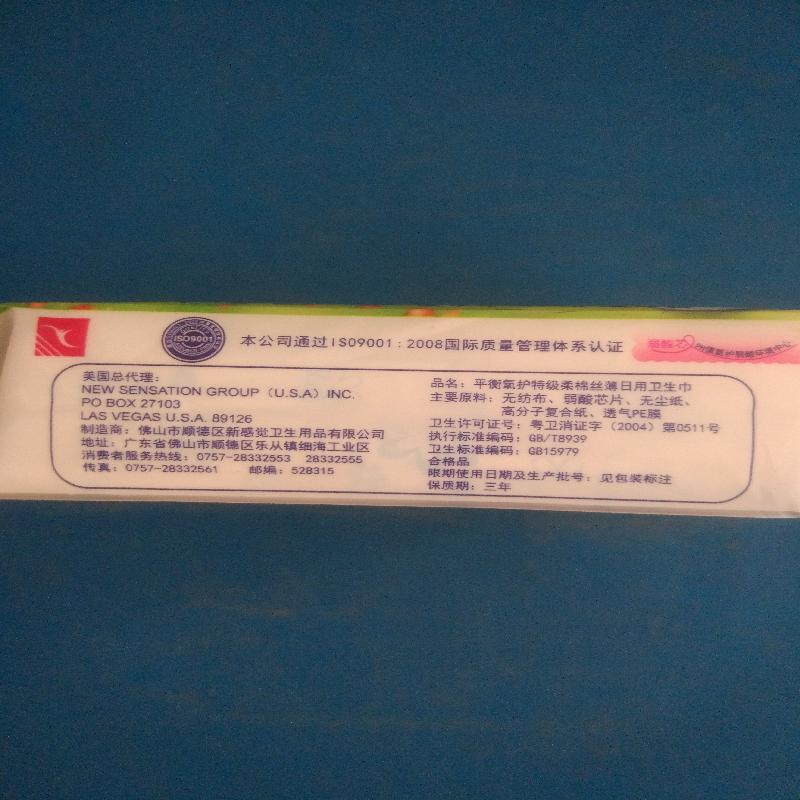 ISO9001
本公司通过ISO9001:2008国际质量管理体系认证
弱酸芯
美国总代理:
NEW SENSATION GROUP (U.S.A) INC.
PO BOX 27103
LAS VEGAS U.S.A. 89126
制造商: 佛山市顺德区新感觉卫生用品有限公司
地址: 广东省佛山市顺德区乐从镇细海工业区
消费者服务热线: 0757-28332553 28332555
传真: 0757-28332561 邮编: 528315
品名: 平衡氧护特级柔棉丝薄日用卫生巾
主要原料: 无纺布、弱酸芯片、无尘纸、
高分子复合纸、透气PE膜
卫生许可证号: 粤卫消证字 (2004) 第0511号
执行标准编码: GB/T8939
卫生标准编码: GB15979
合格品
限期使用日期及生产批号: 见包装标注
保质期: 三年